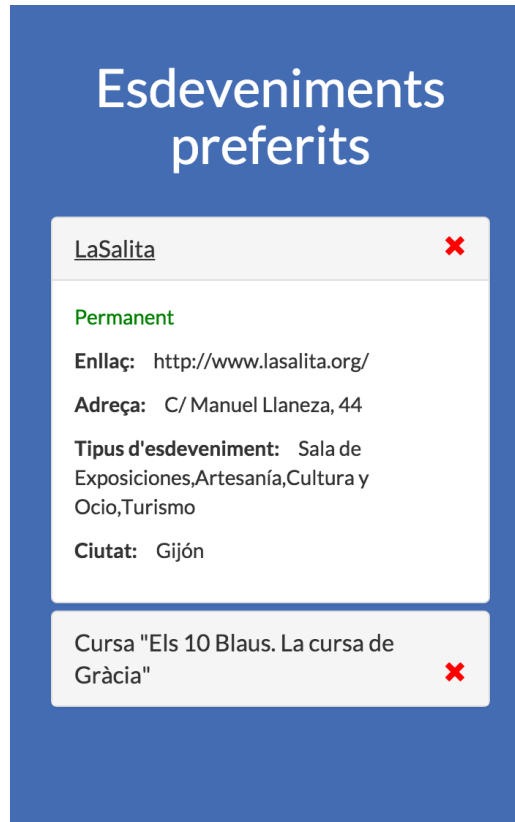 Esdeveniments
preferits
LaSalita
Permanent
Enllaç: http://www.lasalita.org/
Adreça: C/ Manuel Llaneza, 44
Tipus d'esdeveniment: Sala de
Exposiciones,Artesanía,Cultura y
Ocio,Turismo
Ciutat: Gijón
Cursa "Els 10 Blaus. La cursa de
Gràcia"